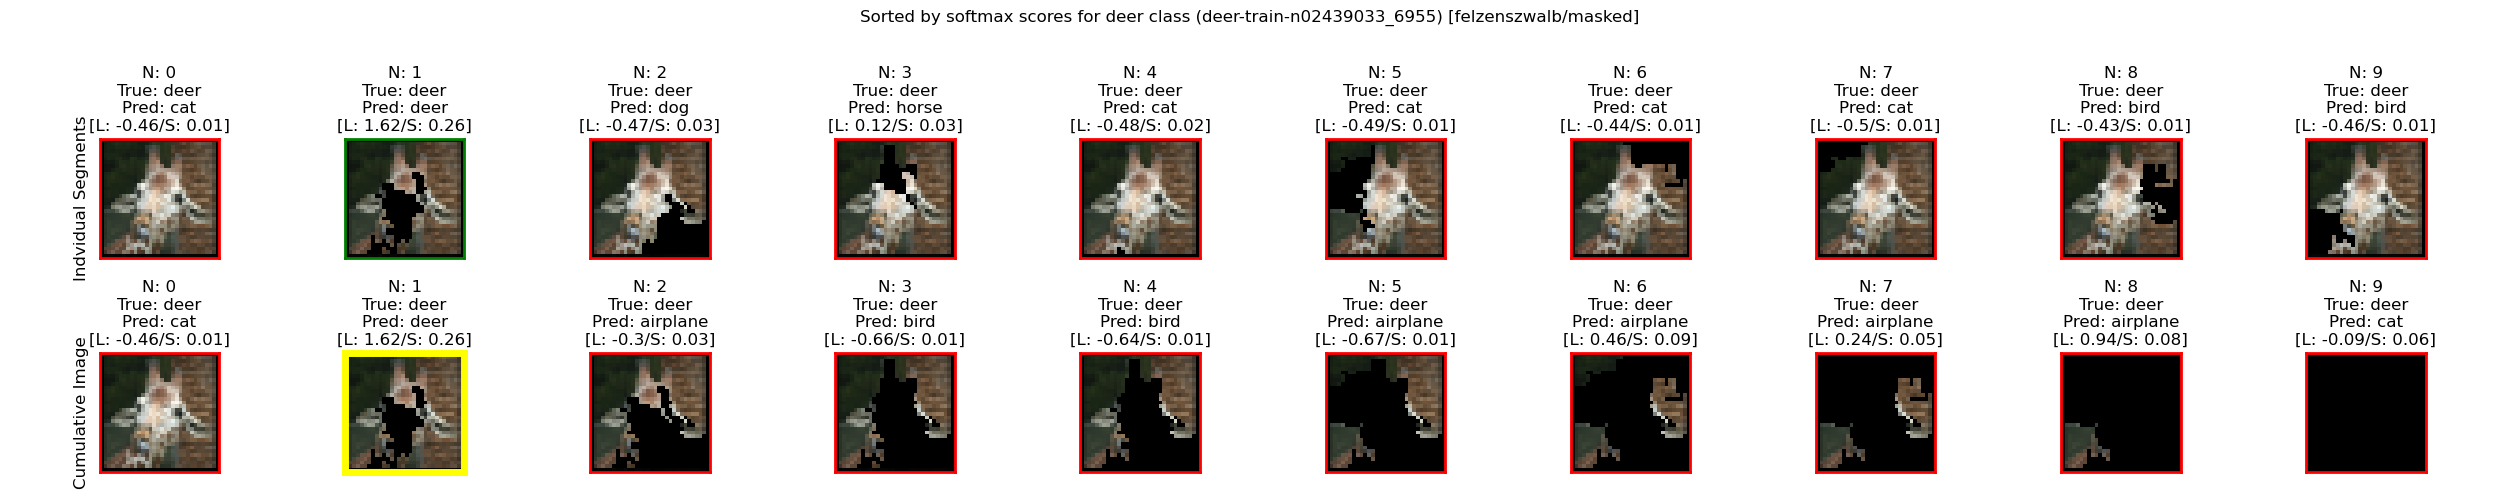 Sorted by softmax scores for deer class (deer-train-n02439033_6955) [felzenszwalb/masked]
Indvidual Segments
N: 0
True: deer
Pred: cat
[L: -0.46/S: 0.01]
N: 1
True: deer
Pred: deer
[L: 1.62/S: 0.26]
N: 2
True: deer
Pred: dog
[L: -0.47/S: 0.03]
N: 3
True: deer
Pred: horse
[L: 0.12/S: 0.03]
N: 4
True: deer
Pred: cat
[L: -0.48/S: 0.02]
N: 5
True: deer
Pred: cat
[L: -0.49/S: 0.01]
N: 6
True: deer
Pred: cat
[L: -0.44/S: 0.01]
N: 7
True: deer
Pred: cat
[L: -0.5/S: 0.01]
N: 8
True: deer
Pred: bird
[L: -0.43/S: 0.01]
N: 9
True: deer
Pred: bird
[L: -0.46/S: 0.01]
Cumulative Image
N: 0
True: deer
Pred: cat
[L: -0.46/S: 0.01]
N: 1
True: deer
Pred: deer
[L: 1.62/S: 0.26]
N: 2
True: deer
Pred: airplane
[L: -0.3/S: 0.03]
N: 3
True: deer
Pred: bird
[L: -0.66/S: 0.01]
N: 4
True: deer
Pred: bird
[L: -0.64/S: 0.01]
N: 5
True: deer
Pred: airplane
[L: -0.67/S: 0.01]
N: 6
True: deer
Pred: airplane
[L: 0.46/S: 0.09]
N: 7
True: deer
Pred: airplane
[L: 0.24/S: 0.05]
N: 8
True: deer
Pred: airplane
[L: 0.94/S: 0.08]
N: 9
True: deer
Pred: cat
[L: -0.09/S: 0.06]